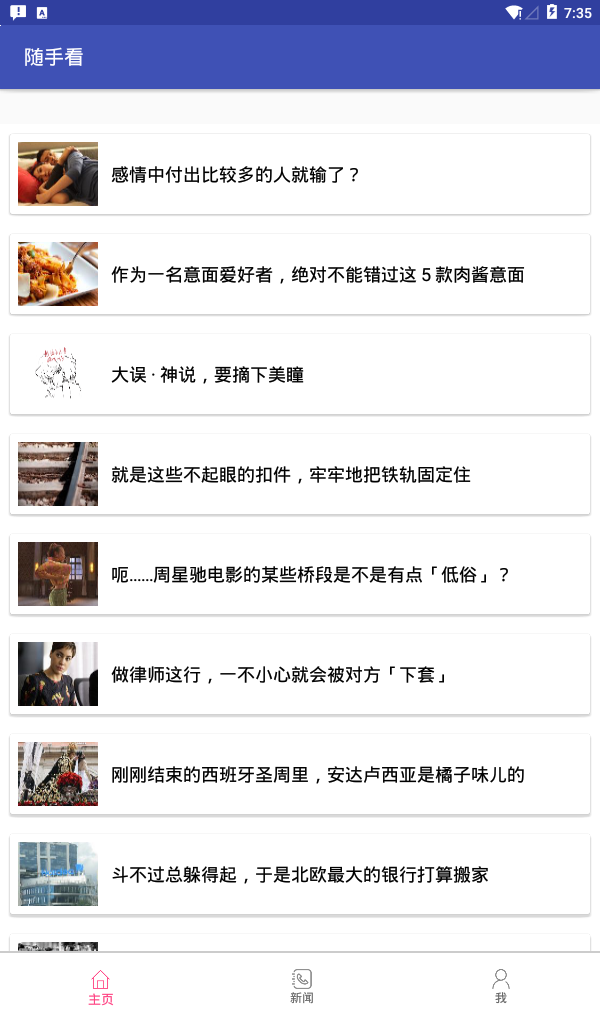 7:35
随手看
感情中付出比较多的人就输了？
作为一名意面爱好者，绝对不能错过这 5 款肉酱意面
大误 · 神说，要摘下美瞳
就是这些不起眼的扣件，牢牢地把铁轨固定住
呃……周星驰电影的某些桥段是不是有点「低俗」？
做律师这行，一不小心就会被对方「下套」
刚刚结束的西班牙圣周里，安达卢西亚是橘子味儿的
斗不过总躲得起，于是北欧最大的银行打算搬家
主页
新闻
我